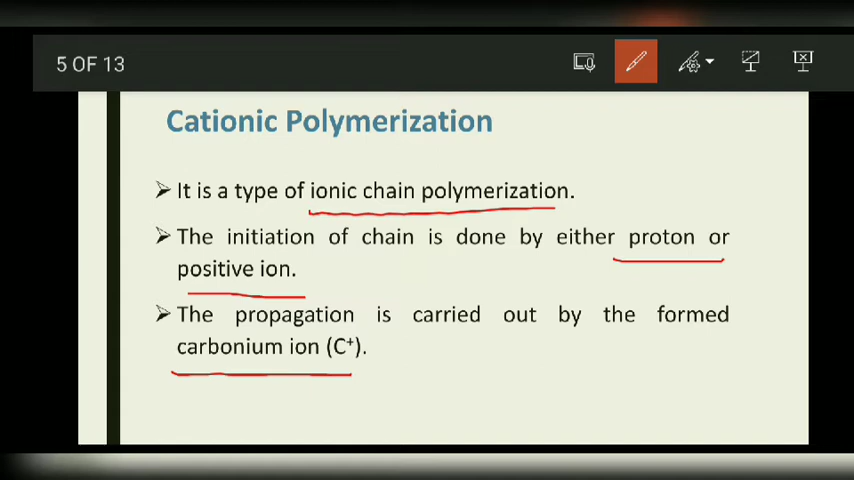 5 OF 13
Cationic Polymerization
➢ It is a type of ionic chain polymerization.
➢ The initiation of chain is done by either proton or
positive ion.
➢ The propagation is carried out by the formed
carbonium ion (C⁺).